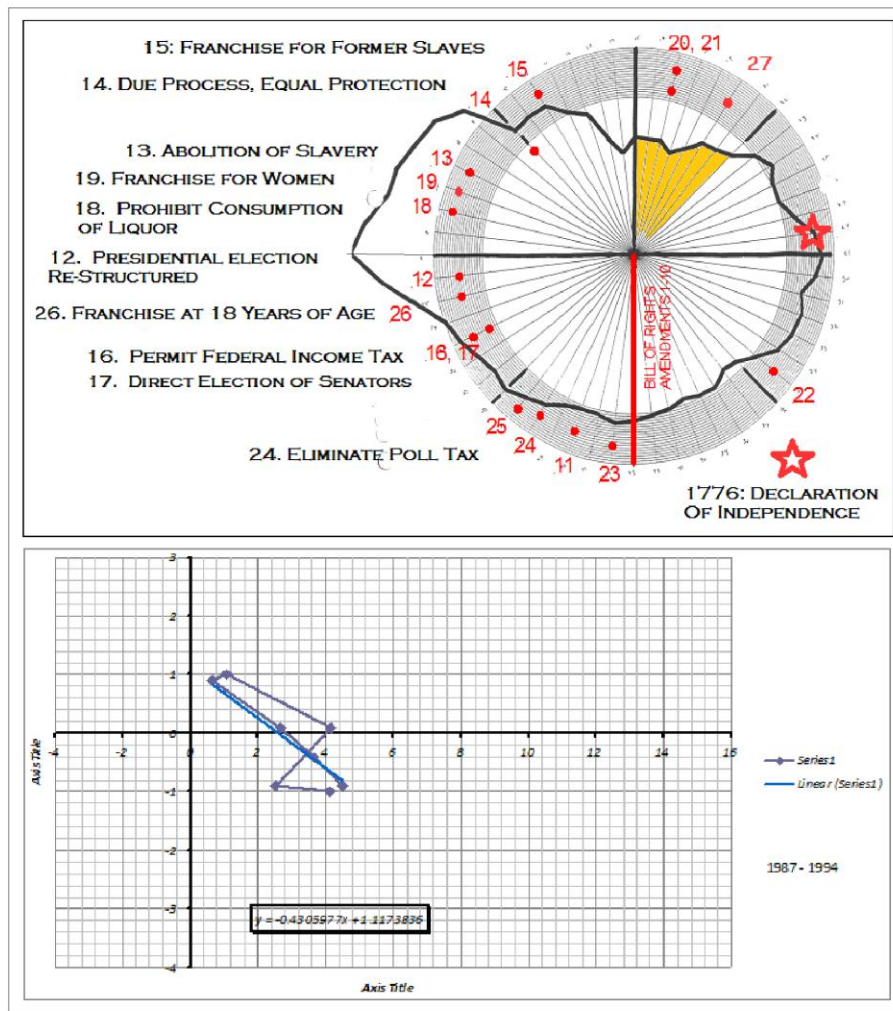 15: FRANCHISE FOR FORMER SLAVES
20, 21
27
15
14. DUE PROCESS, EQUAL PROTECTION
14
13. ABOLITION OF SLAVERY
13
19. FRANCHISE FOR WOMEN
19
18. PROHIBIT CONSUMPTION
OF LIQUOR
18
12. PRESIDENTIAL ELECTION
RE-STRUCTURED
12
26. FRANCHISE AT 18 YEARS OF AGE
26
BILL OF RIGHTS
AMENDMENTS 1-10
16. PERMIT FEDERAL INCOME TAX
16, 17
17. DIRECT ELECTION OF SENATORS
22
25
24
24. ELIMINATE POLL TAX
11
23
1776: DECLARATION
OF INDEPENDENCE
3
2
1
0
-4 -2 0 2 4 6 8 10 12 14 16
-1
-2
-3
-4
Axis Title
Series1
Linear (Series1)
1987 - 1994
y = -0.4305977x + 1.1173836
Axis Title